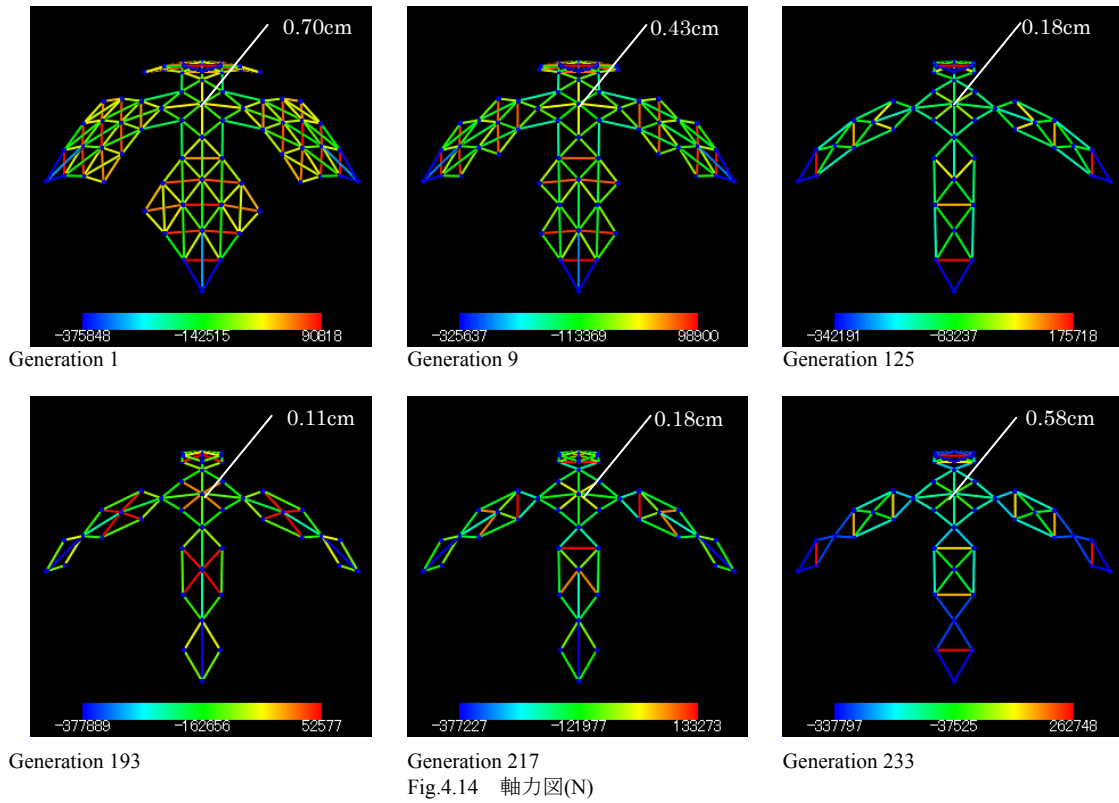 0.70cm
0.43cm
0.18cm
-375848 -142515 90818
-325637 -113369 98900
-342191 -83237 175718
Generation 1
Generation 9
Generation 125
0.11cm
0.18cm
0.58cm
-377889 -162656 52577
-377227 -121977 133273
-337797 -37525 262748
Generation 193
Generation 217
Generation 233
Fig.4.14 軸力図(N)